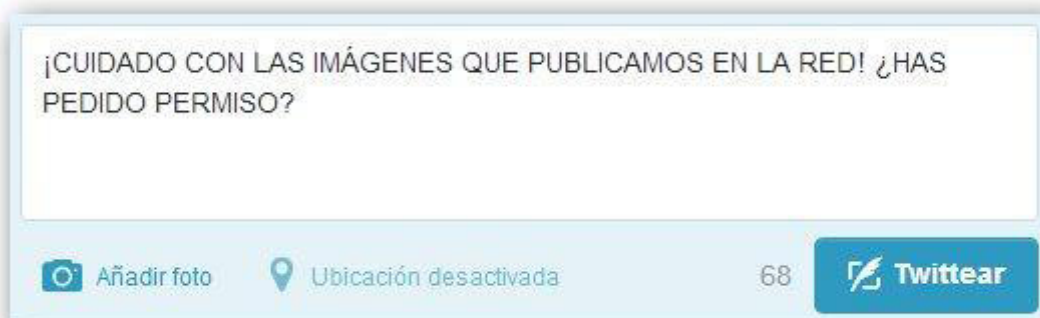 ¡CUIDADO CON LAS IMÁGENES QUE PUBLICAMOS EN LA RED! ¿HAS
PEDIDO PERMISO?
Añadir foto Ubicación desactivada 68 Twittear